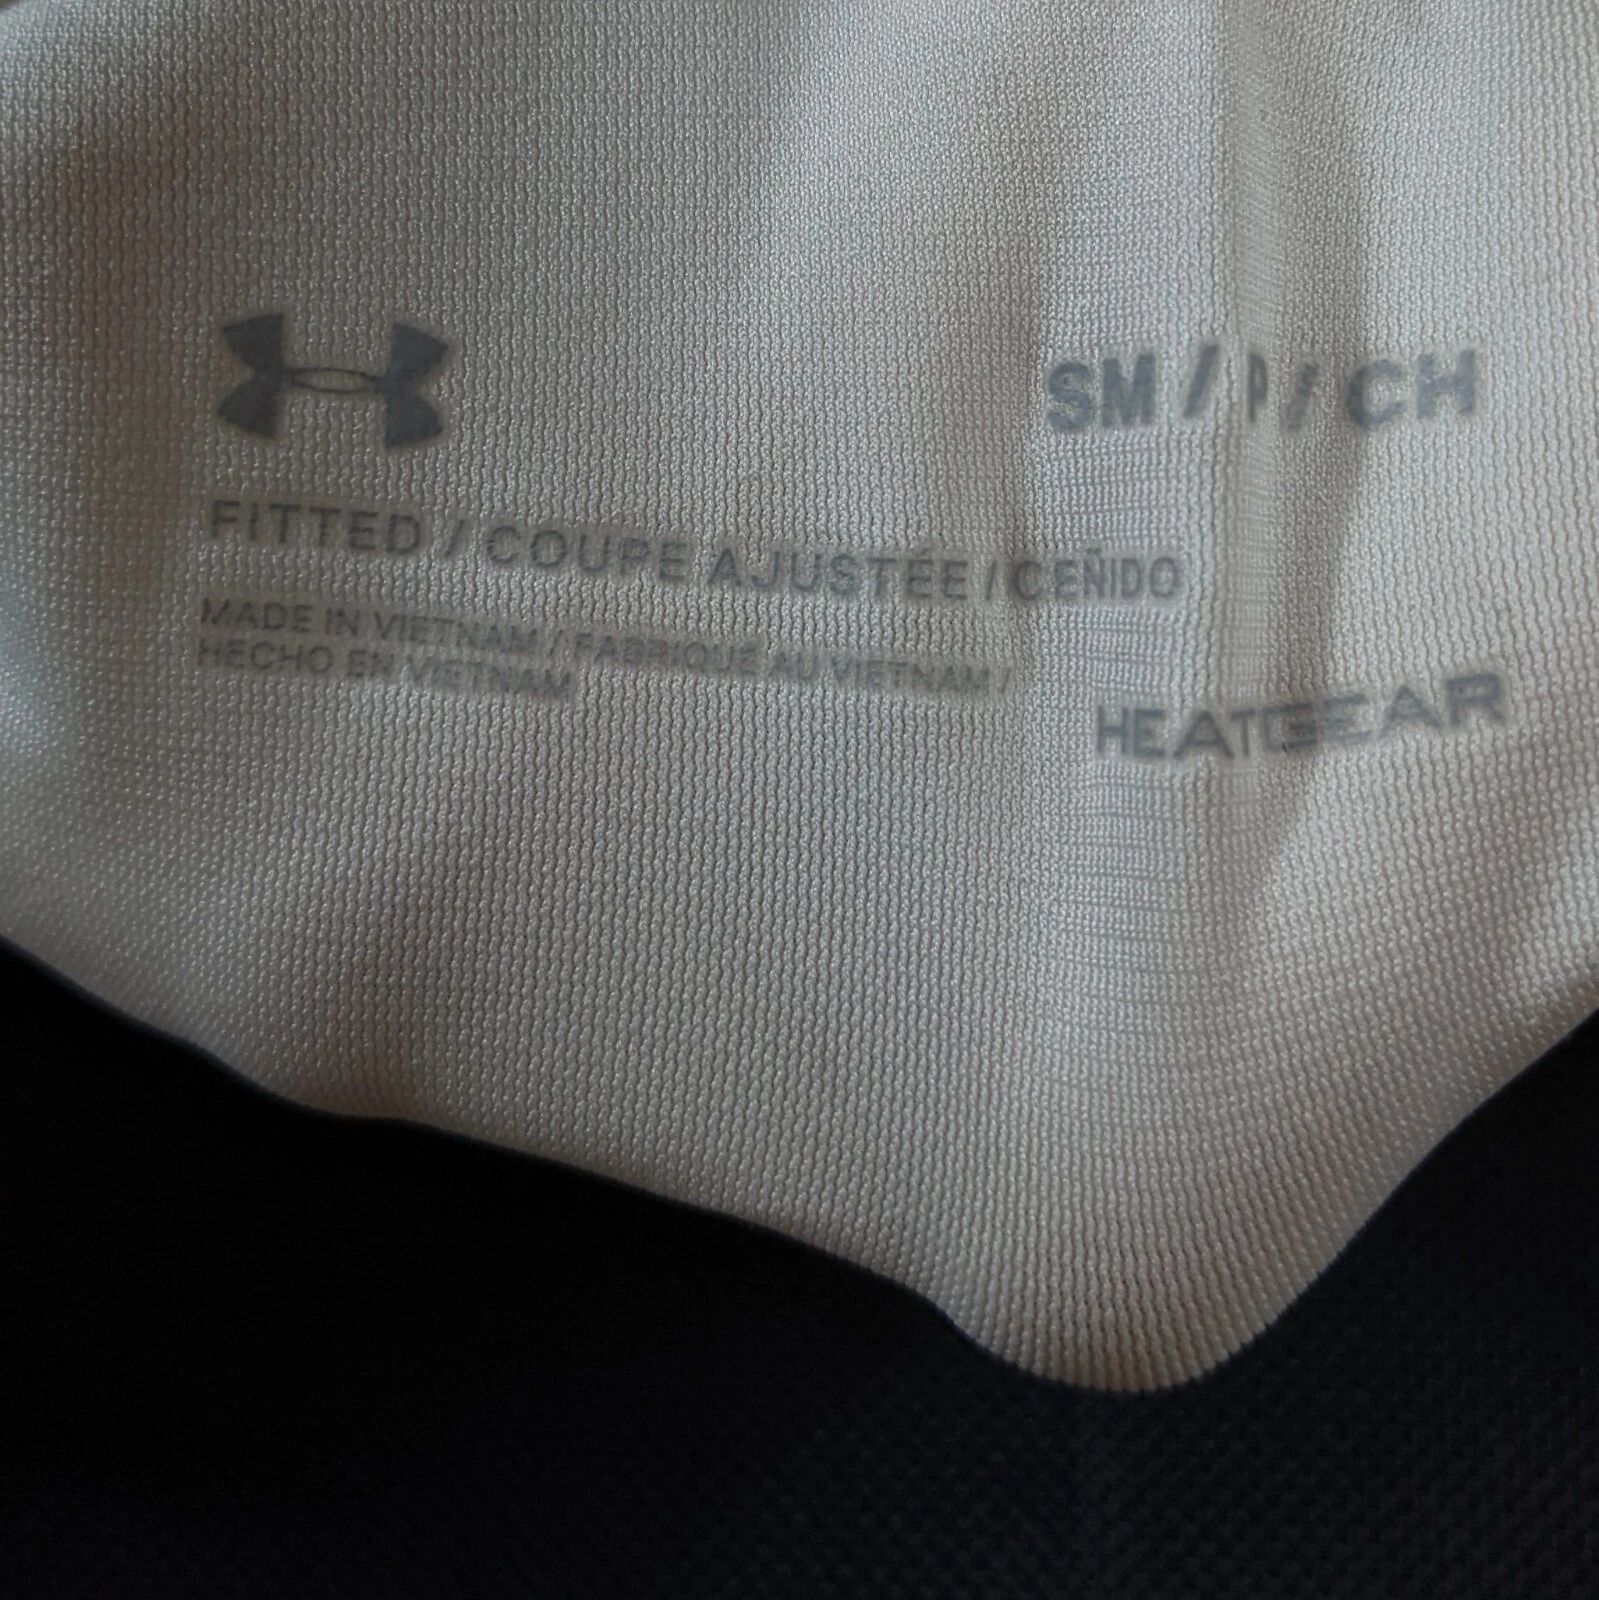 SM / P / CH
FITTED / COUPE AJUSTÉE / CEÑIDO
MADE IN VIETNAM / FABRIQUÉ AU VIETNAM /
HECHO EN VIETNAM
HEATGEAR